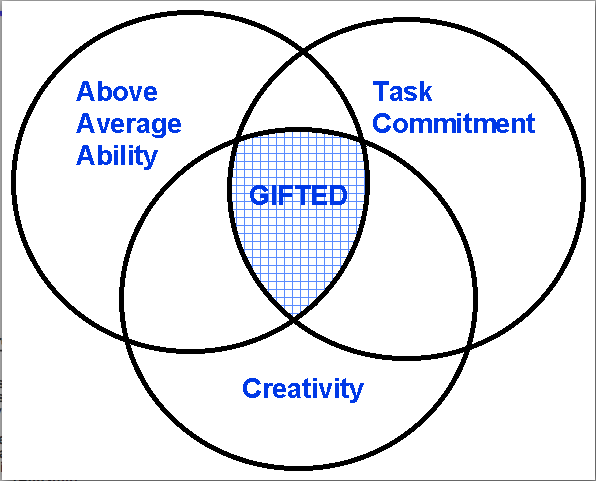 Above
Average
Ability
Task
Commitment
GIFTED
Creativity